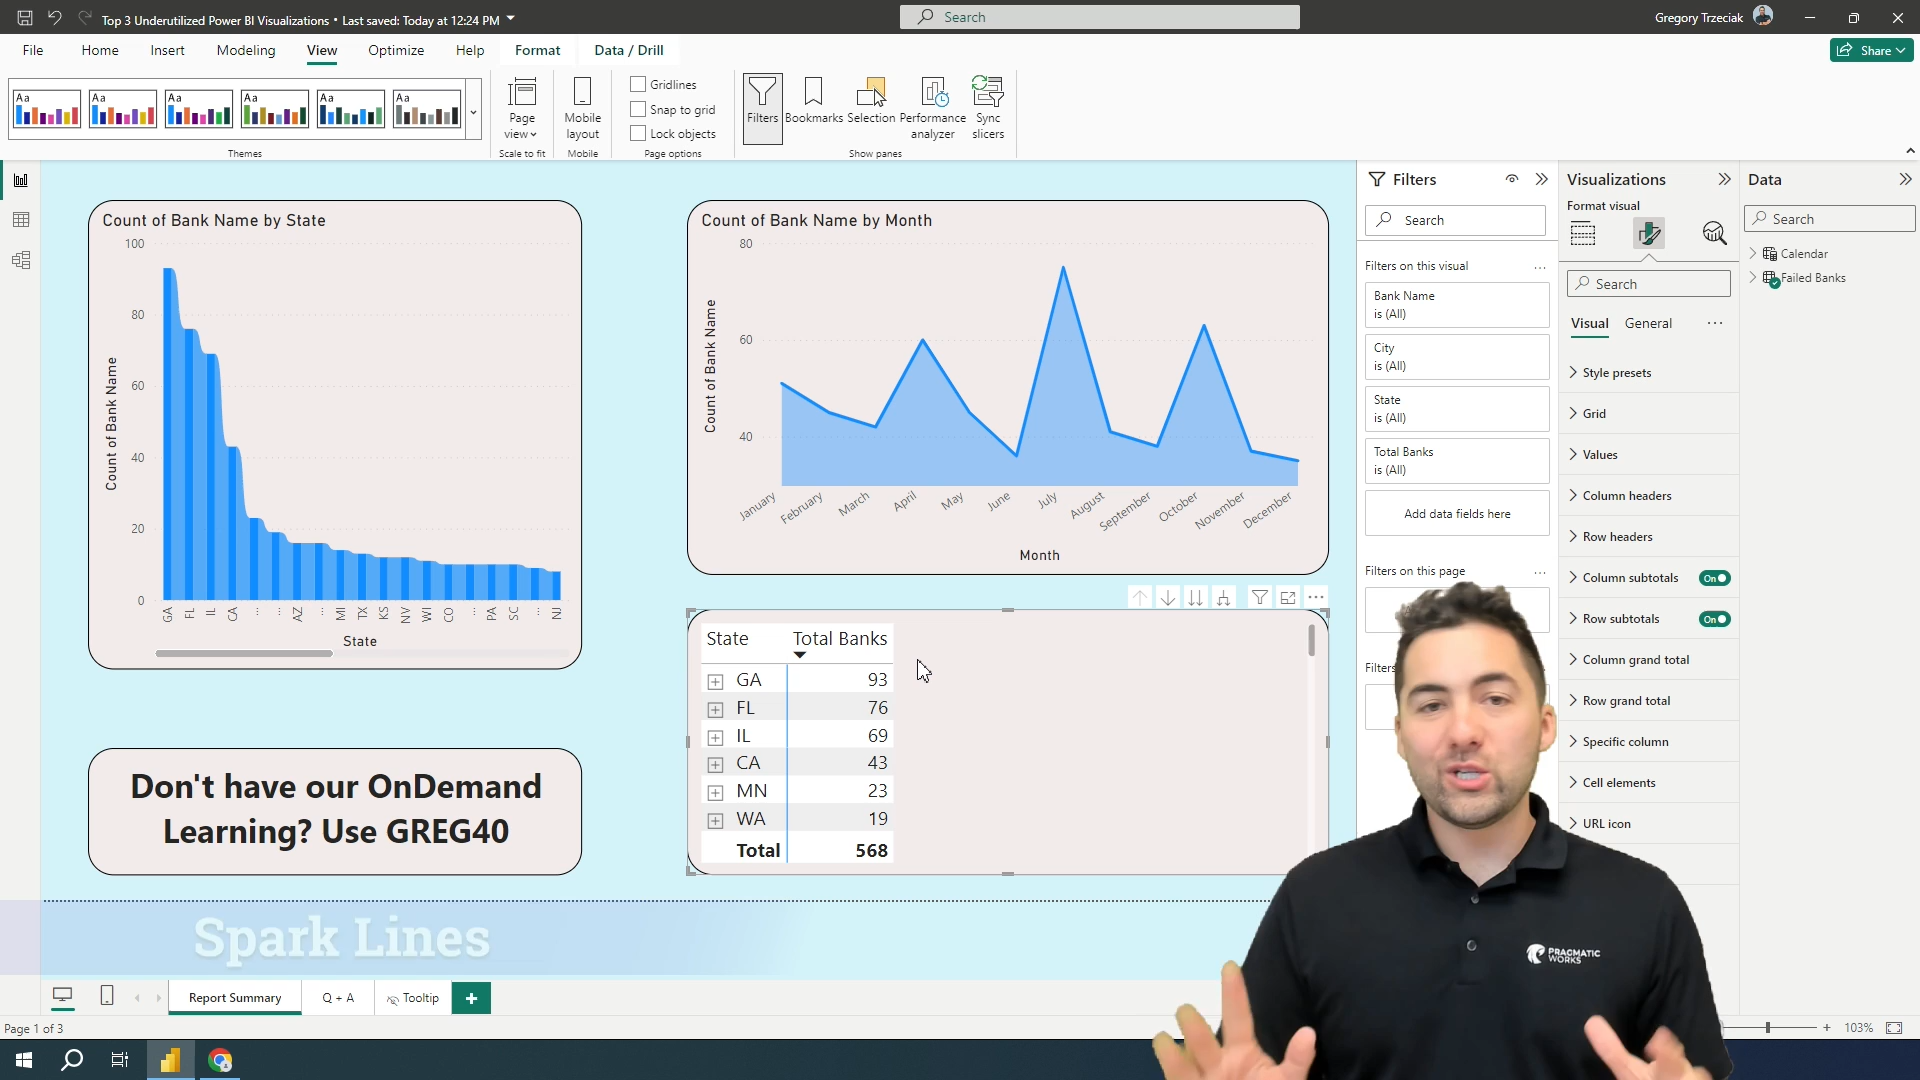 Top 3 Underutilized Power BI Visualizations • Last saved: Today at 12:24 PM
Search
Gregory Trzeciak
File
Home
Insert
Modeling
View
Optimize
Help
Format
Data / Drill
Share
Aa
Aa
Aa
Aa
Aa
Aa
Themes
Page
view
Scale to fit
Mobile
layout
Mobile
Gridlines
Snap to grid
Lock objects
Page options
Filters
Bookmarks
Selection
Performance
analyzer
Sync
slicers
Show panes
Count of Bank Name by State
100
80
60
40
20
0
Count of Bank Name
GA
FL
IL
CA
...
...
AZ
...
MI
TX
KS
NV
WI
CO
...
PA
SC
...
NJ
State
Count of Bank Name by Month
80
60
40
Count of Bank Name
January
February
March
April
May
June
July
August
September
October
November
December
Month
State Total Banks
GA 93
FL 76
IL 69
CA 43
MN 23
WA 19
Total 568
Don't have our OnDemand
Learning? Use GREG40
Spark Lines
Filters
Search
Filters on this visual
Bank Name
is (All)
City
is (All)
State
is (All)
Total Banks
is (All)
Add data fields here
Filters on this page
Filters
Visualizations
Format visual
Search
Visual
General
Style presets
Grid
Values
Column headers
Row headers
Column subtotals
On
Row subtotals
On
Column grand total
Row grand total
Specific column
Cell elements
URL icon
Data
Search
Calendar
Failed Banks
PRAGMATIC
WORKS
Report Summary
Q + A
Tooltip
Page 1 of 3
103%